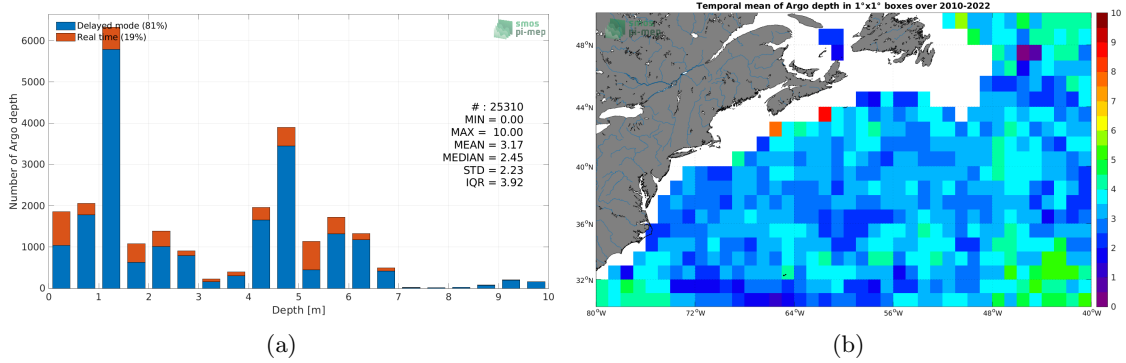 Delayed mode (81%)
Real time (19%)
smos
pi-mep
Number of Argo depth
6000
5000
4000
3000
2000
1000
0
# : 25310
MIN = 0.00
MAX = 10.00
MEAN = 3.17
MEDIAN = 2.45
STD = 2.23
IQR = 3.92
0 1 2 3 4 5 6 7 8 9 10
Depth [m]
(a)
Temporal mean of Argo depth in 1°x1° boxes over 2010-2022
smos
pi-mep
48°N
44°N
40°N
36°N
32°N
80°W 72°W 64°W 56°W 48°W 40°W
10
9
8
7
6
5
4
3
2
1
0
(b)